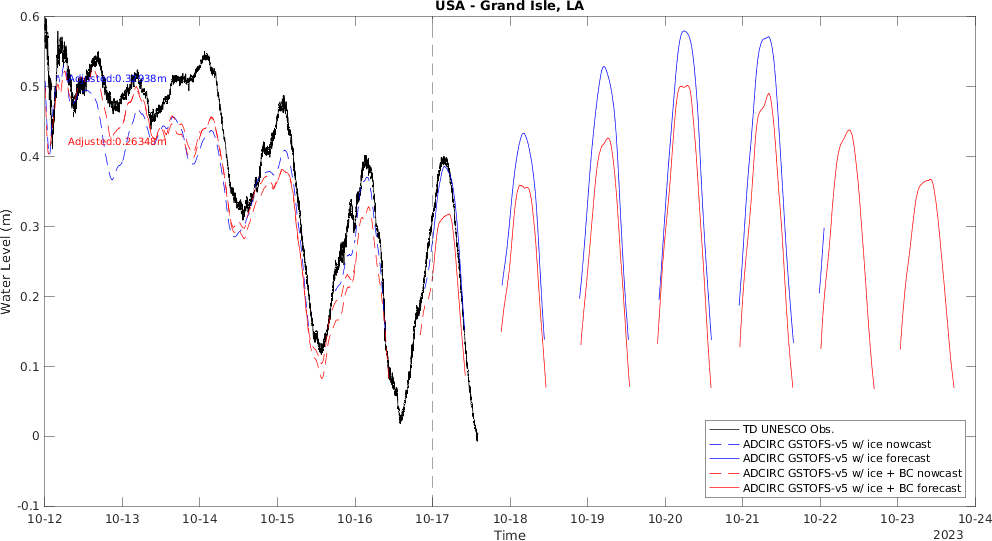 USA - Grand Isle, LA
0.6
0.5
0.4
0.3
0.2
0.1
0
-0.1
Water Level (m)
Adjusted:0.26348m
TD UNESCO Obs.
ADCIRC GSTOFS-v5 w/ ice nowcast
ADCIRC GSTOFS-v5 w/ ice forecast
ADCIRC GSTOFS-v5 w/ ice + BC nowcast
ADCIRC GSTOFS-v5 w/ ice + BC forecast
10-12 10-13 10-14 10-15 10-16 10-17 10-18 10-19 10-20 10-21 10-22 10-23 10-24
Time
2023